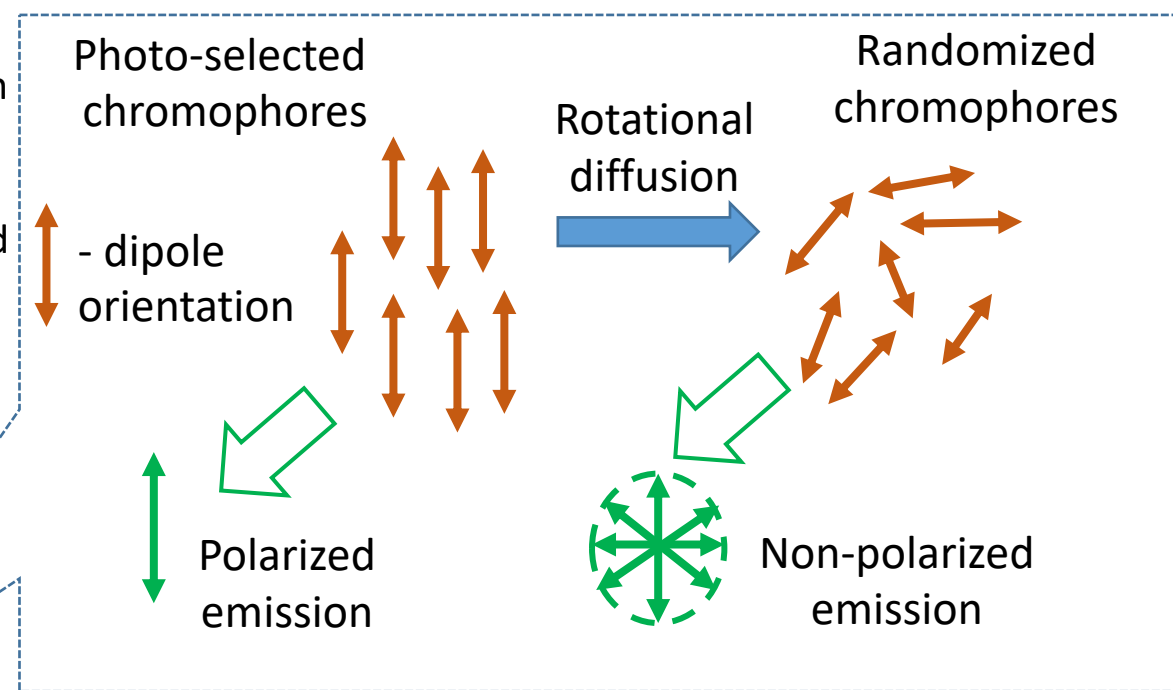 Photo-selected
chromophores
Rotational
diffusion
Randomized
chromophores
- dipole
orientation
Polarized
emission
Non-polarized
emission